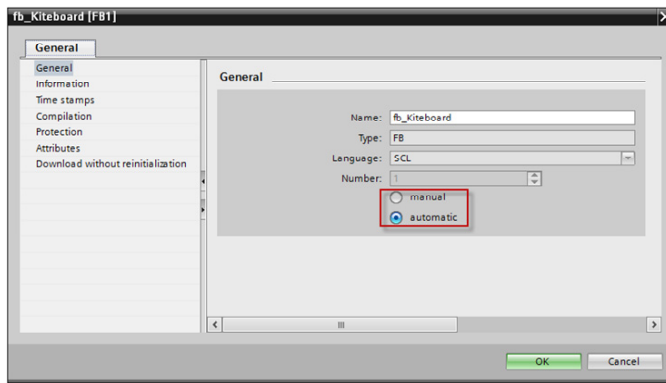 fb_Kiteboard [FB1]
General
General
Information
Time stamps
Compilation
Protection
Attributes
Download without reinitialization
General
Name: fb_Kiteboard
Type: FB
Language: SCL
Number: 1
manual
automatic
OK Cancel